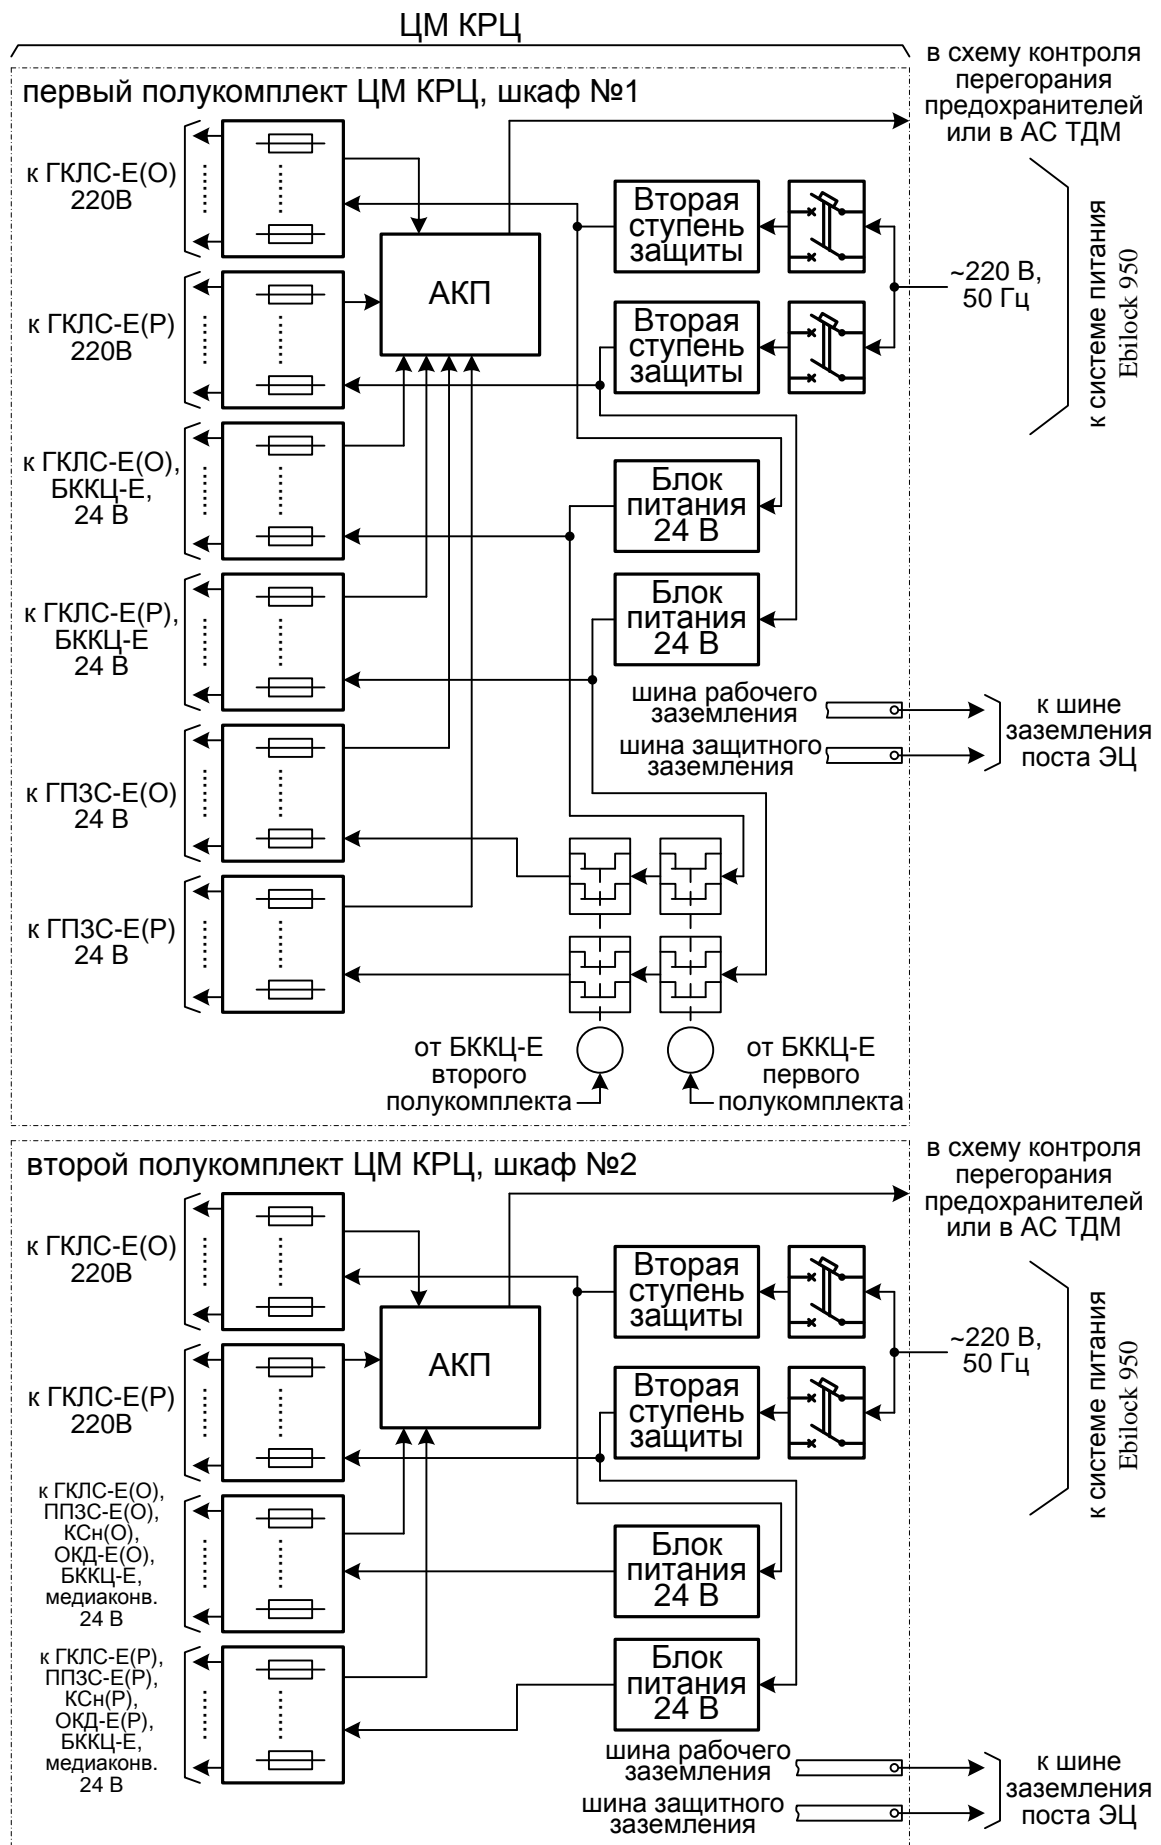 ЦМ КРЦ
первый полукомплект ЦМ КРЦ, шкаф №1
в схему контроля
перегорания
предохранителей
или в АС ТДМ
к ГКЛС-Е(О)
220В
АКП
Вторая
ступень
защиты
~220 В,
50 Гц
к системе питания
Ebilock 950
к ГКЛС-Е(Р)
220В
Вторая
ступень
защиты
к ГКЛС-Е(О),
БККЦ-Е,
24 В
Блок
питания
24 В
к ГКЛС-Е(Р),
БККЦ-Е
24 В
Блок
питания
24 В
шина рабочего
заземления
шина защитного
заземления
к шине
заземления
поста ЭЦ
к ГПЗС-Е(О)
24 В
к ГПЗС-Е(Р)
24 В
от БККЦ-Е
второго
полукомплекта
от БККЦ-Е
первого
полукомплекта
второй полукомплект ЦМ КРЦ, шкаф №2
в схему контроля
перегорания
предохранителей
или в АС ТДМ
к ГКЛС-Е(О)
220В
АКП
Вторая
ступень
защиты
~220 В,
50 Гц
к системе питания
Ebilock 950
к ГКЛС-Е(Р)
220В
Вторая
ступень
защиты
к ГКЛС-Е(О),
ППЗС-Е(О),
КСн(О),
ОКД-Е(О),
БККЦ-Е,
медиаконв.
24 В
Блок
питания
24 В
к ГКЛС-Е(Р),
ППЗС-Е(Р),
КСн(Р),
ОКД-Е(Р),
БККЦ-Е,
медиаконв.
24 В
Блок
питания
24 В
шина рабочего
заземления
шина защитного
заземления
к шине
заземления
поста ЭЦ